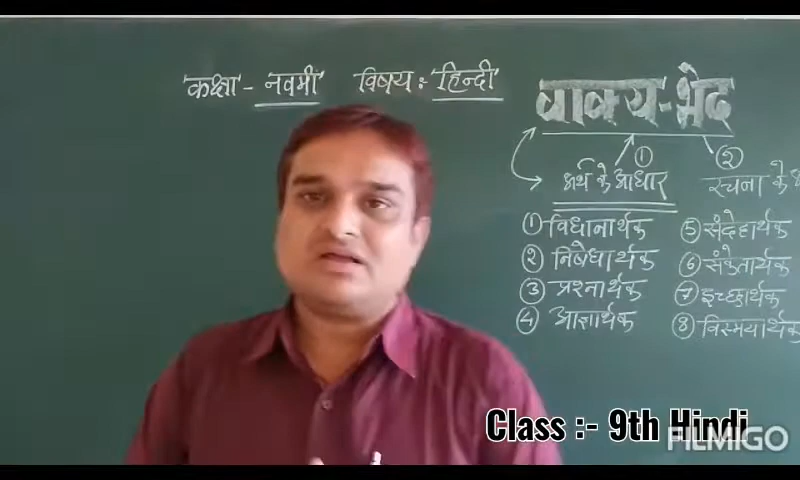 कक्षा - नवमी विषय : हिन्दी
वाक्य-भेद
① ②
अर्थ के आधार रचना के
① विधानार्थक ⑤ संदेहार्थक
② निषेधार्थक ⑥ संकेतार्थक
③ प्रश्नार्थक ⑦ इच्छार्थक
④ आज्ञार्थक ⑧ विस्मयार्थक
Class :- 9th Hindi
FILMIGO